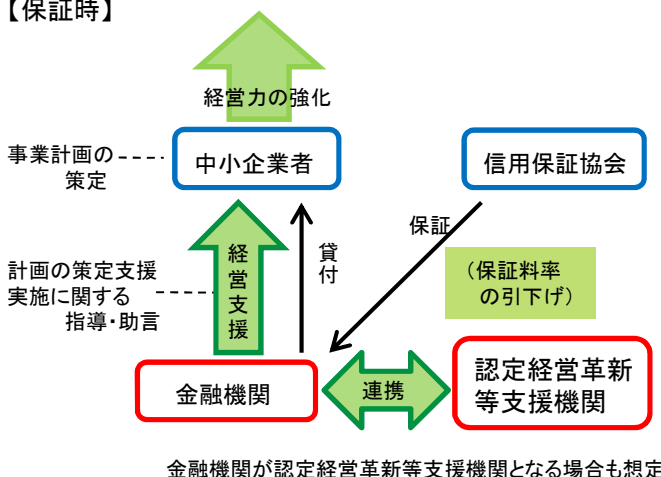 【保証時】
経営力の強化
事業計画の
策定
中小企業者
信用保証協会
保証
計画の策定支援
実施に関する
指導・助言
経営支援
貸付
(保証料率
の引下げ)
金融機関
連携
認定経営革新
等支援機関
金融機関が認定経営革新等支援機関となる場合も想定